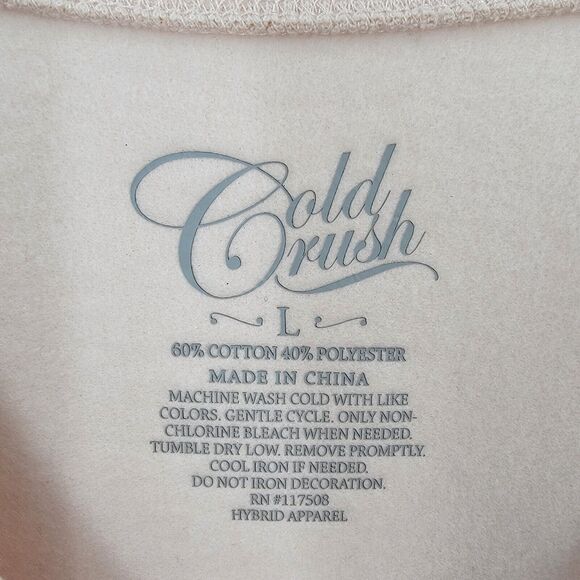 Cold
Crush
L
60% COTTON 40% POLYESTER
MADE IN CHINA
MACHINE WASH COLD WITH LIKE
COLORS. GENTLE CYCLE. ONLY NON-
CHLORINE BLEACH WHEN NEEDED.
TUMBLE DRY LOW. REMOVE PROMPTLY.
COOL IRON IF NEEDED.
DO NOT IRON DECORATION.
RN #117508
HYBRID APPAREL